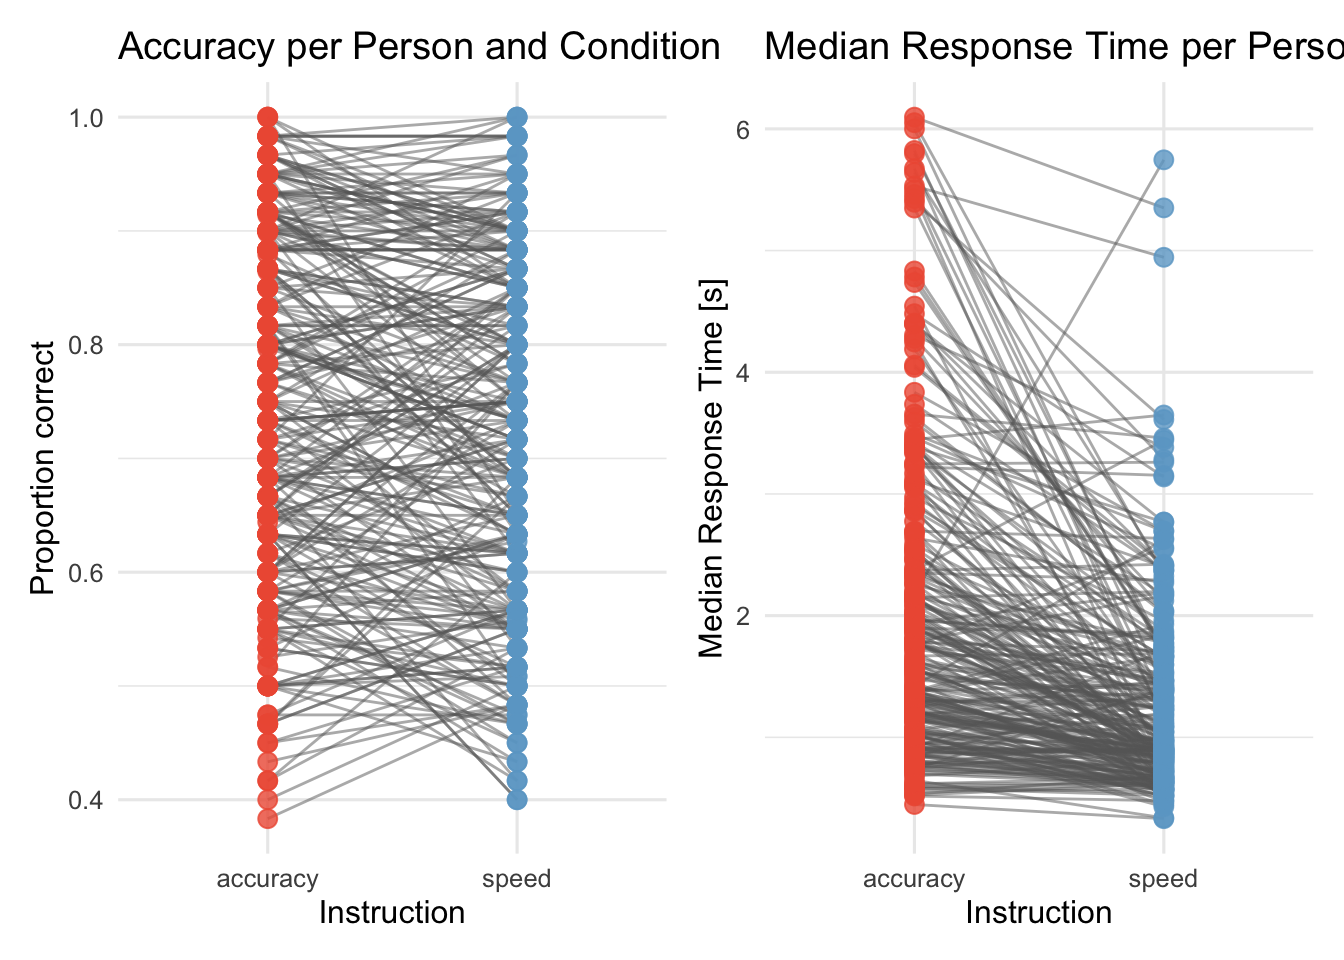 Accuracy per Person and Condition
Proportion correct
1.0
0.8
0.6
0.4
accuracy
speed
Instruction
Median Response Time per Perso
Median Response Time [s]
6
4
2
accuracy
speed
Instruction